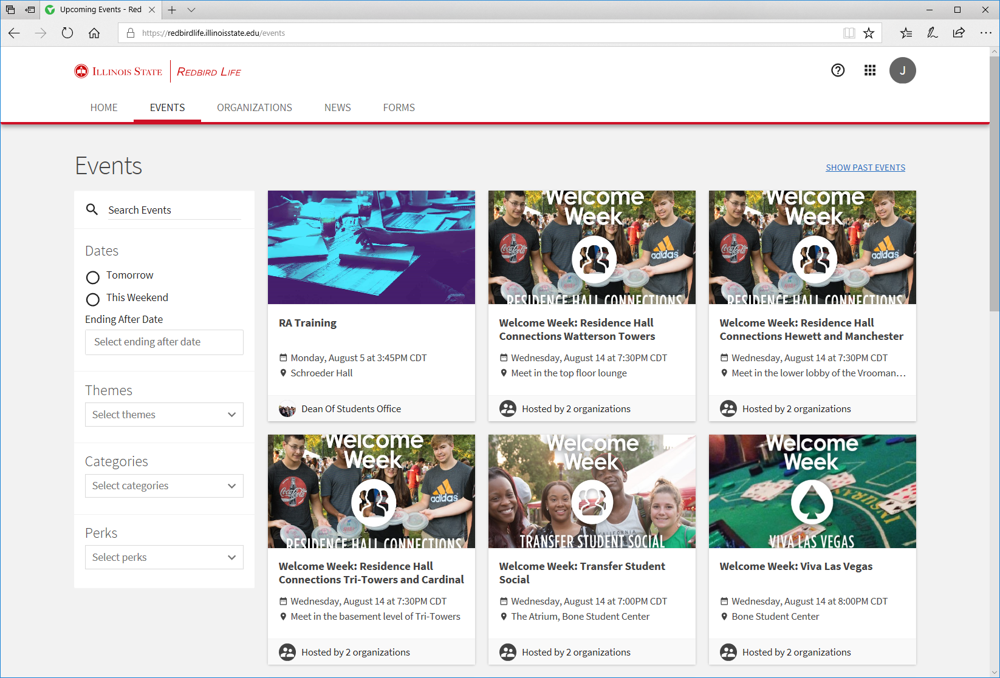 Upcoming Events - Red
https://redbirdlife.illinoisstate.edu/events
ILLINOIS STATE
REDBIRD LIFE
J
HOME
EVENTS
ORGANIZATIONS
NEWS
FORMS
Events
SHOW PAST EVENTS
Search Events
Dates
Tomorrow
This Weekend
Ending After Date
Select ending after date
Themes
Select themes
Categories
Select categories
Perks
Select perks
RA Training
Monday, August 5 at 3:45PM CDT
Schroeder Hall
Dean Of Students Office
Welcome
Week
Coca-Cola
adidas
RESIDENCE HALL CONNECTIONS
Welcome Week: Residence Hall
Connections Watterson Towers
Wednesday, August 14 at 7:30PM CDT
Meet in the top floor lounge
Hosted by 2 organizations
Welcome
Week
Coca-Cola
adidas
RESIDENCE HALL CONNECTIONS
Welcome Week: Residence Hall
Connections Hewett and Manchester
Wednesday, August 14 at 7:30PM CDT
Meet in the lower lobby of the Vrooman…
Hosted by 2 organizations
Welcome
Week
Coca-Cola
adidas
RESIDENCE HALL CONNECTIONS
Welcome Week: Residence Hall
Connections Tri-Towers and Cardinal
Wednesday, August 14 at 7:30PM CDT
Meet in the basement level of Tri-Towers
Hosted by 2 organizations
Welcome
Week
CALIFORNIA
TRANSFER STUDENT SOCIAL
Welcome Week: Transfer Student
Social
Wednesday, August 14 at 7:00PM CDT
The Atrium, Bone Student Center
Hosted by 2 organizations
Welcome
Week
VIVA LAS VEGAS
Welcome Week: Viva Las Vegas
Wednesday, August 14 at 8:00PM CDT
Bone Student Center
Hosted by 2 organizations